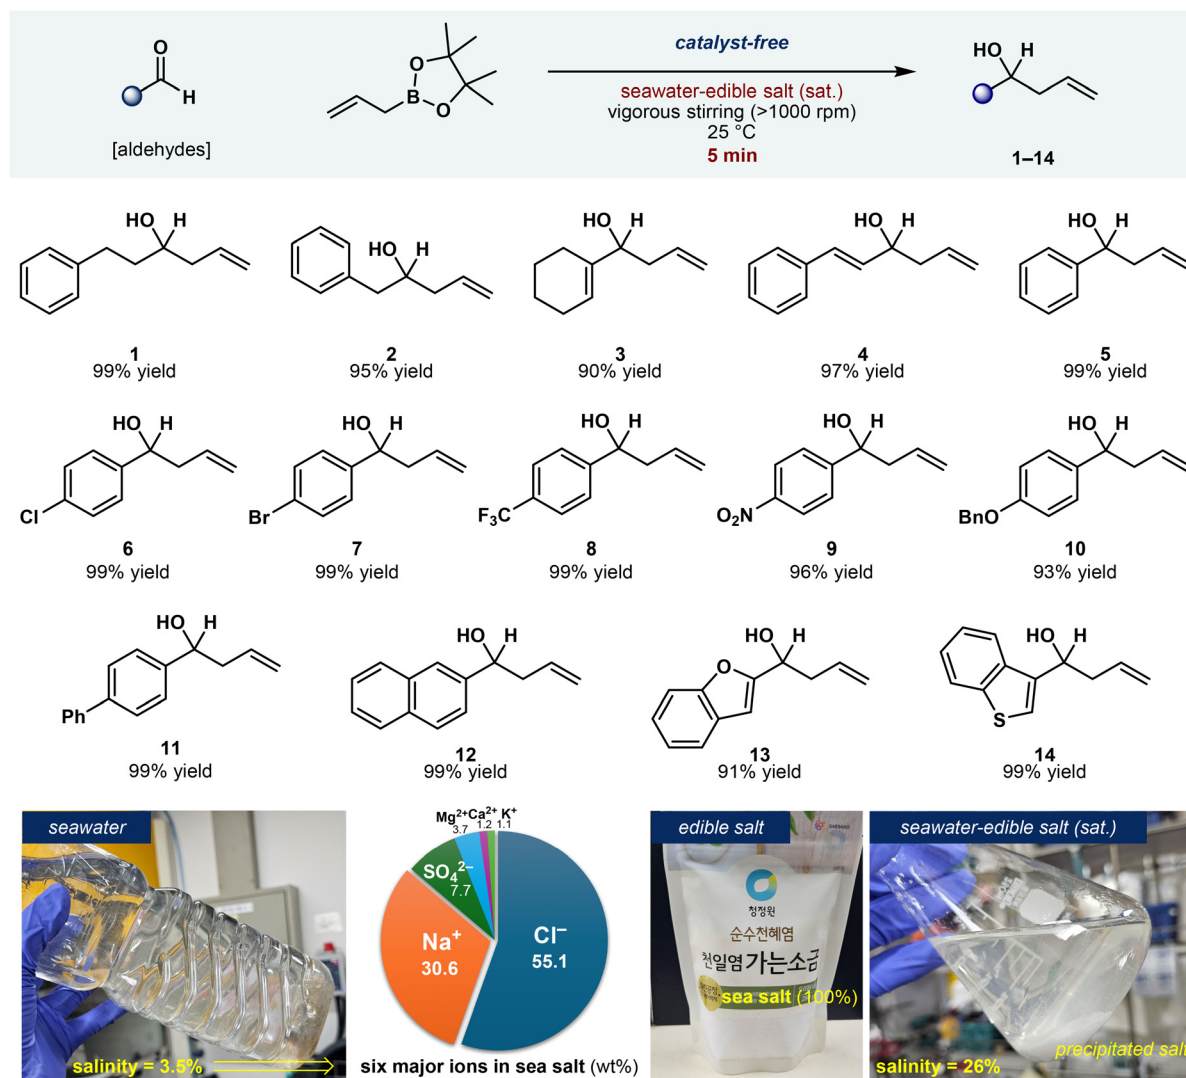 O
H
[aldehydes]
B
O
O
catalyst-free
seawater-edible salt (sat.)
vigorous stirring (>1000 rpm)
25 °C
5 min
HO H
1–14
HO H
1
99% yield
HO H
2
95% yield
HO H
3
90% yield
HO H
4
97% yield
HO H
5
99% yield
HO H
Cl
6
99% yield
HO H
Br
7
99% yield
HO H
F3C
8
99% yield
HO H
O2N
9
96% yield
HO H
BnO
10
93% yield
HO H
Ph
11
99% yield
HO H
12
99% yield
HO H
O
13
91% yield
HO H
S
14
99% yield
seawater
salinity = 3.5%
Mg2+ Ca2+ K+
3.7 1.2 1.1
SO4 2–
7.7
Na+
30.6
Cl–
55.1
six major ions in sea salt (wt%)
edible salt
청정원
순수천혜염
천일염 가는소금
sea salt (100%)
seawater-edible salt (sat.)
precipitated salt
salinity = 26%